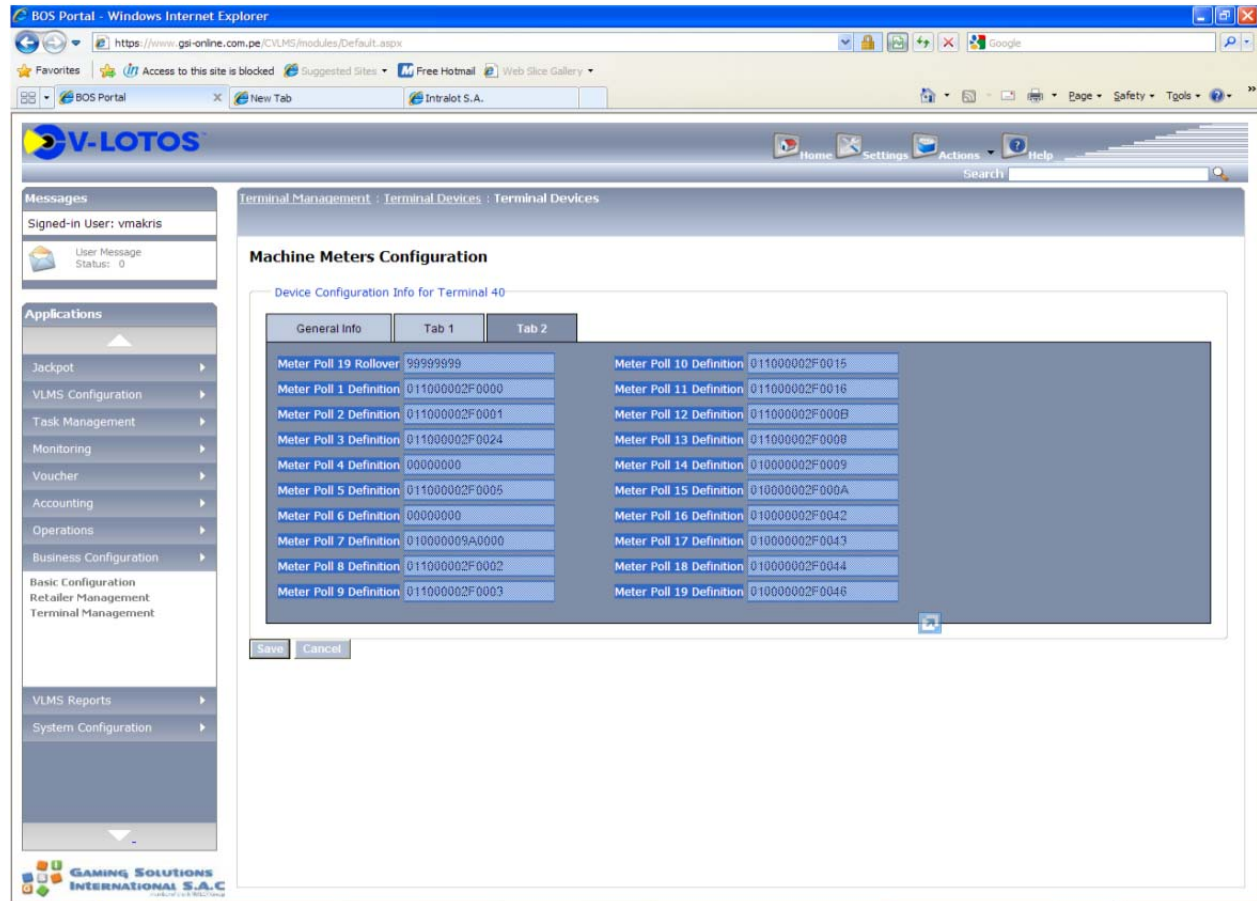 BOS Portal - Windows Internet Explorer
https://www.gsi-online.com.pe/CVLMS/modules/Default.aspx
Google
Favorites
Access to this site is blocked
Suggested Sites
Free Hotmail
Web Slice Gallery
BOS Portal
New Tab
Intralot S.A.
Page
Safety
Tools
V-LOTOS
Home
Settings
Actions
Help
Search
Messages
Signed-in User: vmakris
User Message
Status: 0
Applications
Jackpot
VLMS Configuration
Task Management
Monitoring
Voucher
Accounting
Operations
Business Configuration
Basic Configuration
Retailer Management
Terminal Management
VLMS Reports
System Configuration
GAMING SOLUTIONS
INTERNATIONAL S.A.C
Terminal Management : Terminal Devices : Terminal Devices
Machine Meters Configuration
Device Configuration Info for Terminal 40
General Info
Tab 1
Tab 2
Meter Poll 19 Rollover 99999999
Meter Poll 1 Definition 011000002F0000
Meter Poll 2 Definition 011000002F0001
Meter Poll 3 Definition 011000002F0024
Meter Poll 4 Definition 00000000
Meter Poll 5 Definition 011000002F0005
Meter Poll 6 Definition 00000000
Meter Poll 7 Definition 010000009A0000
Meter Poll 8 Definition 011000002F0002
Meter Poll 9 Definition 011000002F0003
Meter Poll 10 Definition 011000002F0015
Meter Poll 11 Definition 011000002F0016
Meter Poll 12 Definition 011000002F000B
Meter Poll 13 Definition 011000002F0008
Meter Poll 14 Definition 010000002F0009
Meter Poll 15 Definition 010000002F000A
Meter Poll 16 Definition 010000002F0042
Meter Poll 17 Definition 010000002F0043
Meter Poll 18 Definition 010000002F0044
Meter Poll 19 Definition 010000002F0046
Save
Cancel